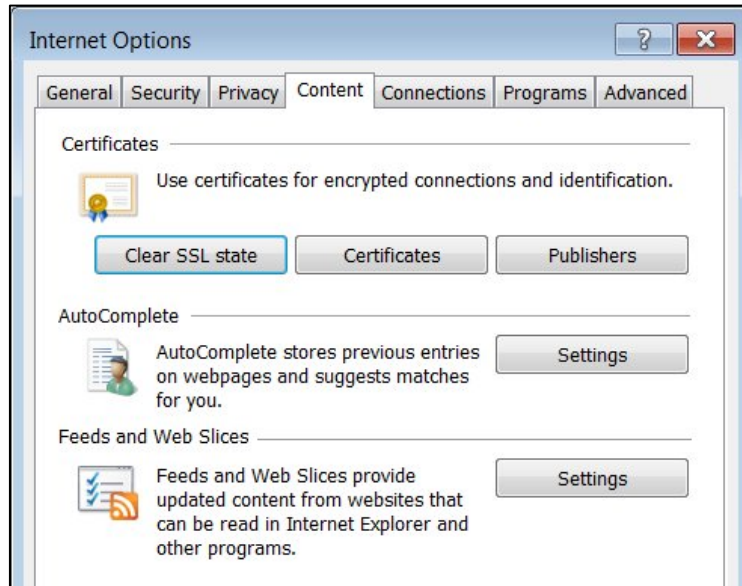 Internet Options
General Security Privacy Content Connections Programs Advanced
Certificates
Use certificates for encrypted connections and identification.
Clear SSL state Certificates Publishers
AutoComplete
AutoComplete stores previous entries
on webpages and suggests matches
for you.
Settings
Feeds and Web Slices
Feeds and Web Slices provide
updated content from websites that
can be read in Internet Explorer and
other programs.
Settings